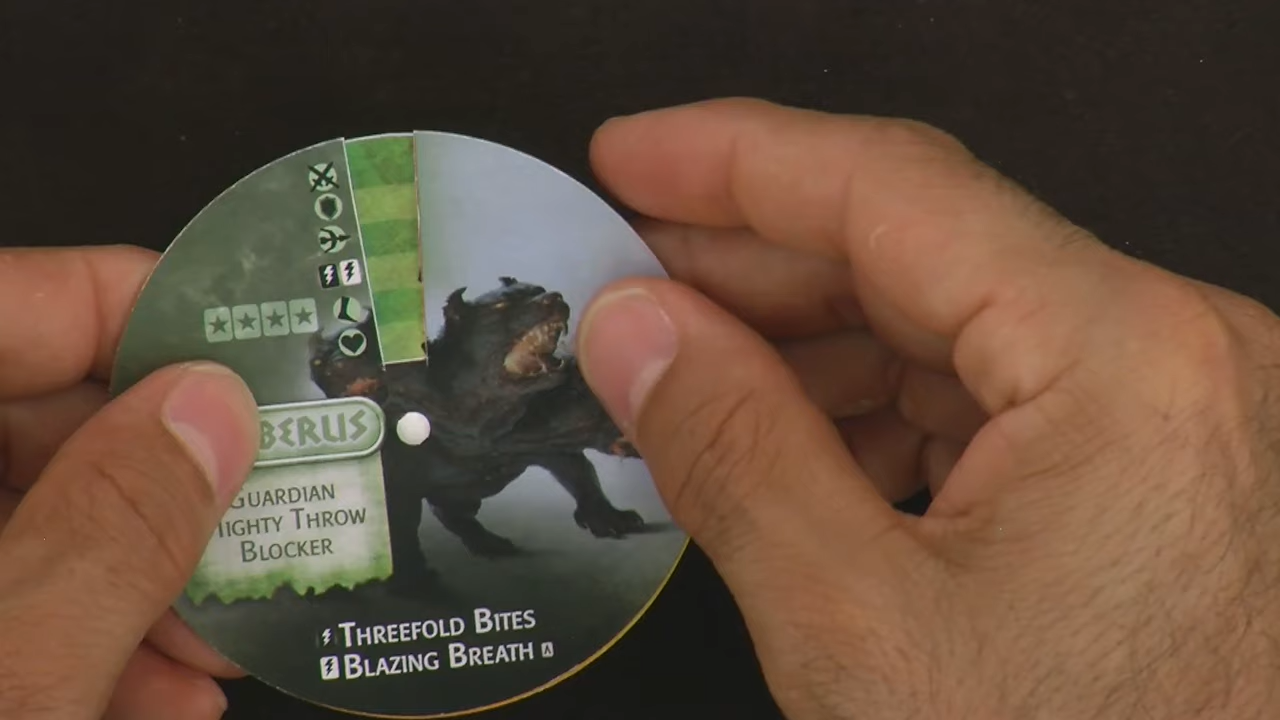 BERUS
GUARDIAN
IGHTY THROW
BLOCKER
THREEFOLD BITES
BLAZING BREATH A